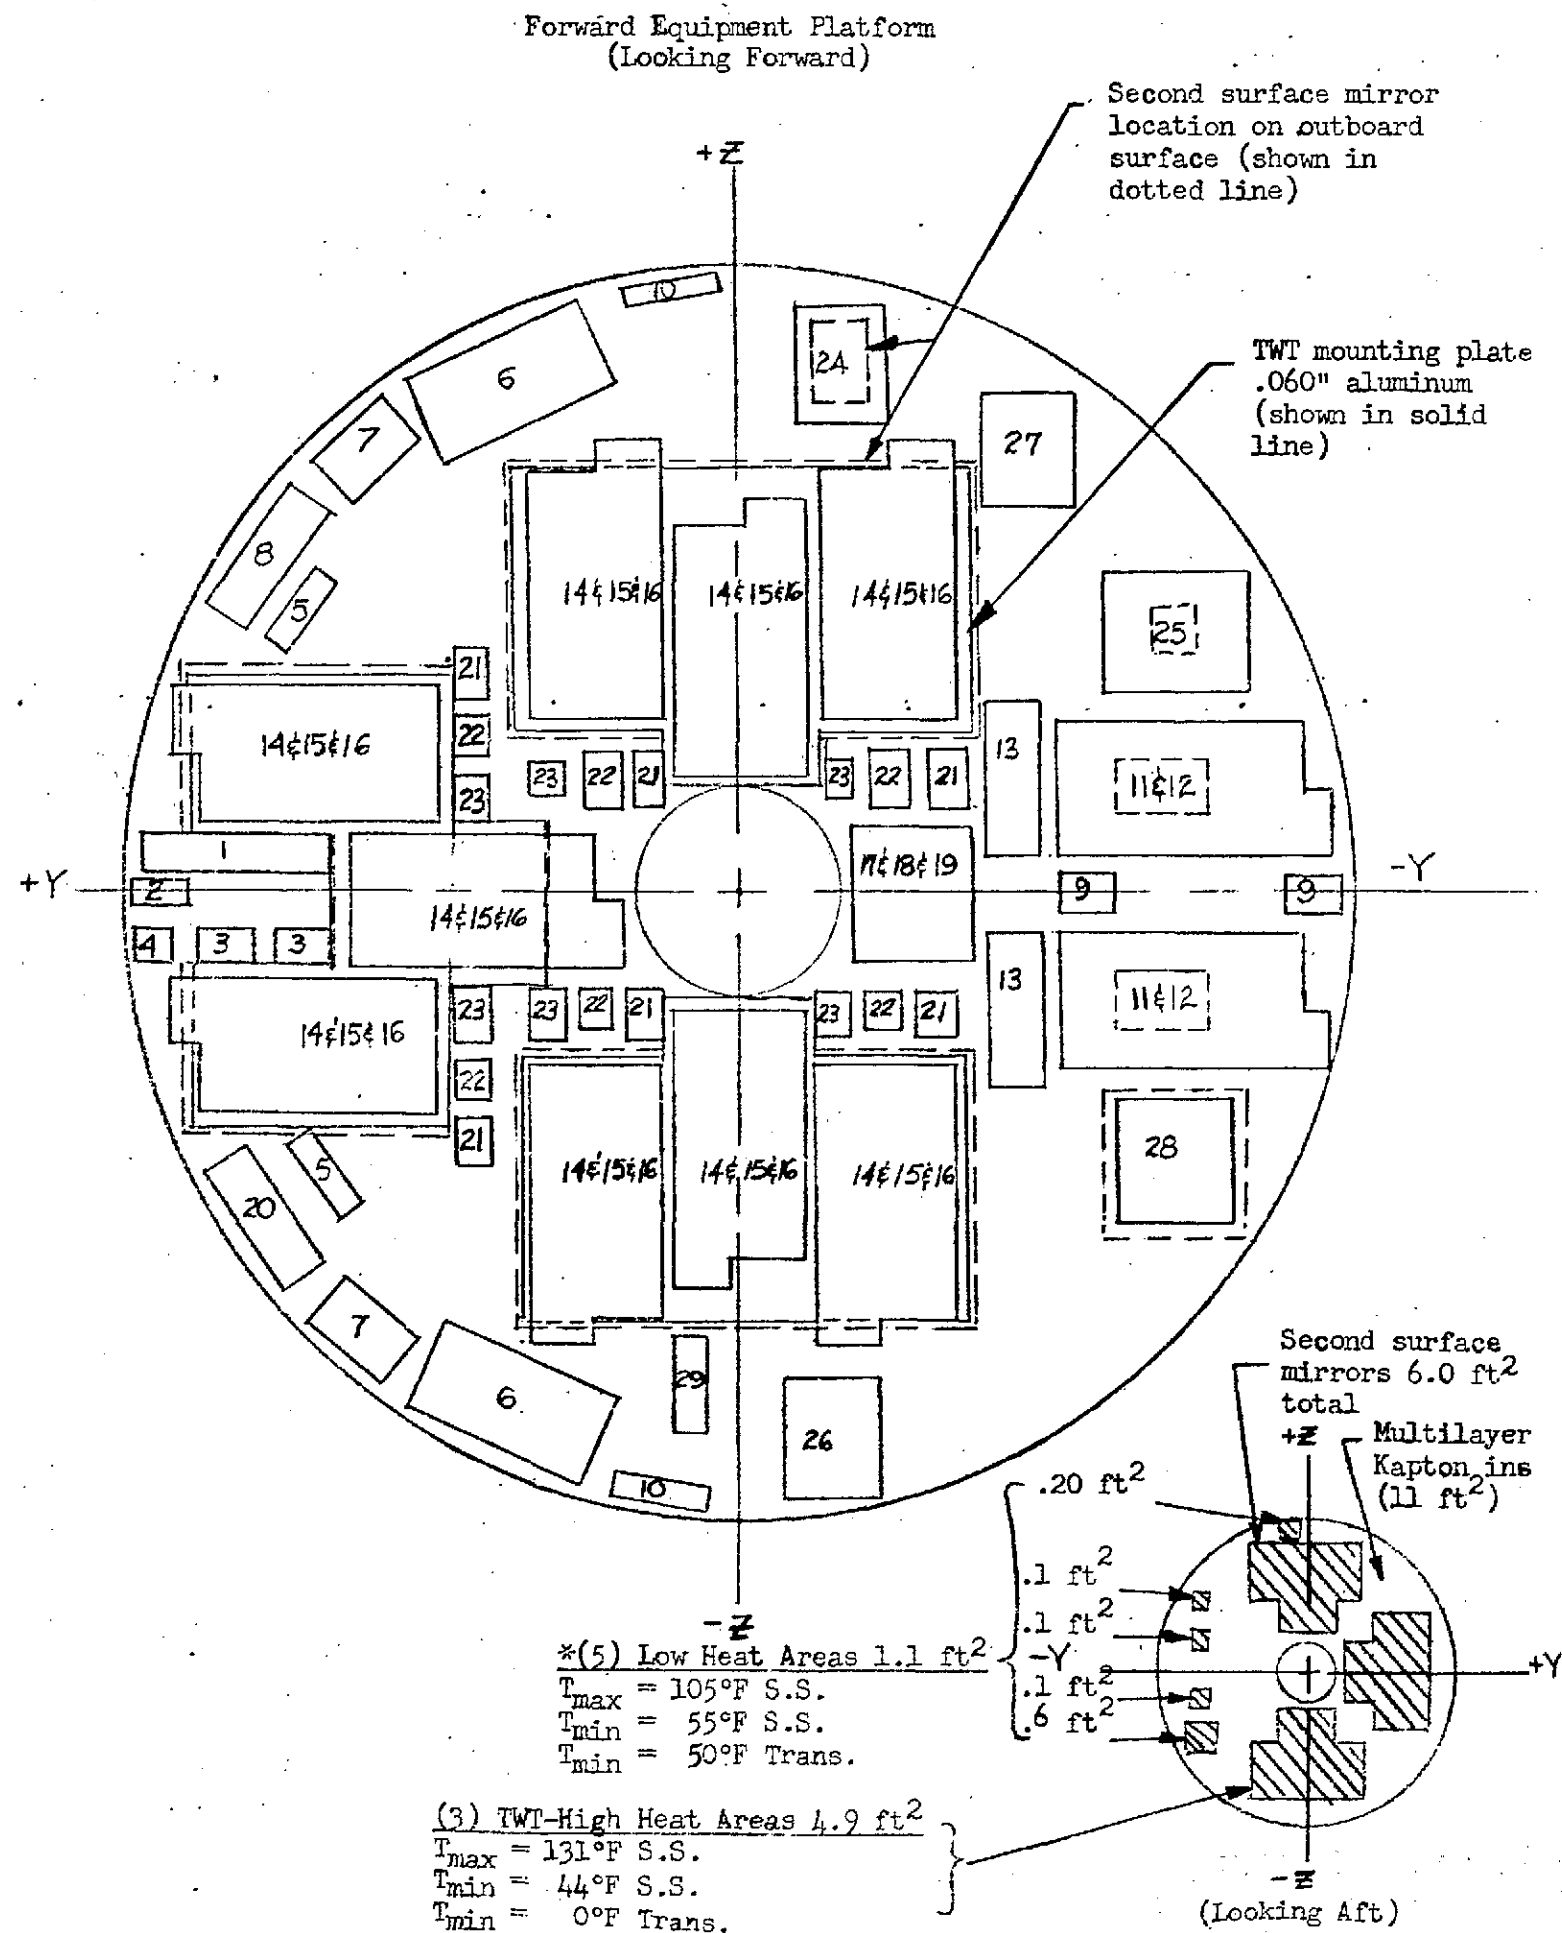 Forward Equipment Platform
(Looking Forward)
Second surface mirror
location on outboard
surface (shown in
dotted line)
+Z
10
24
6
TWT mounting plate
.060" aluminum
(shown in solid
line)
7
27
8
5
14&15&16
14&15&16
14&15&16
25
21
22
14&15&16
13
23
22
21
23
22
21
23
11&12
1
17&18&19
+Y
2
9
9
-Y
14&15&16
4
3
3
13
11&12
23
23
22
21
23
22
21
14&15&16
22
21
28
5
14&15&16
14&15&16
14&15&16
20
7
Second surface
mirrors 6.0 ft²
total
29
6
+Z
Multilayer
Kapton ins
(11 ft²)
26
10
.20 ft²
.1 ft²
.1 ft²
-Z
*(5) Low Heat Areas 1.1 ft²
-Y
+Y
Tmax = 105°F S.S.
.1 ft²
Tmin = 55°F S.S.
.6 ft²
Tmin = 50°F Trans.
(3) TWT-High Heat Areas 4.9 ft²
Tmax = 131°F S.S.
Tmin = 44°F S.S.
-Z
Tmin = 0°F Trans.
(Looking Aft)